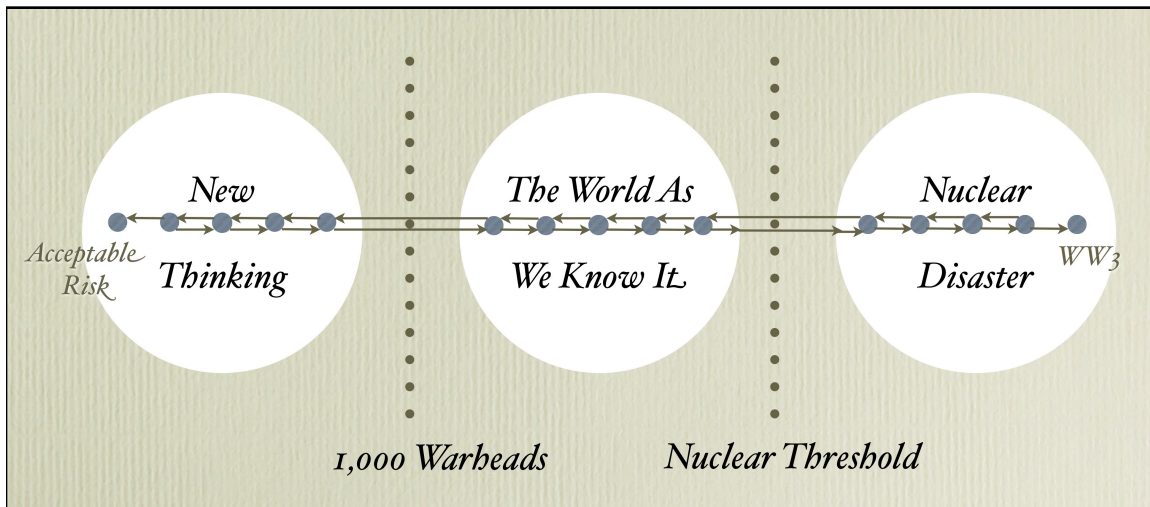 New
Thinking
Acceptable
Risk
The World As
We Know It
Nuclear
Disaster
WW3
1,000 Warheads
Nuclear Threshold